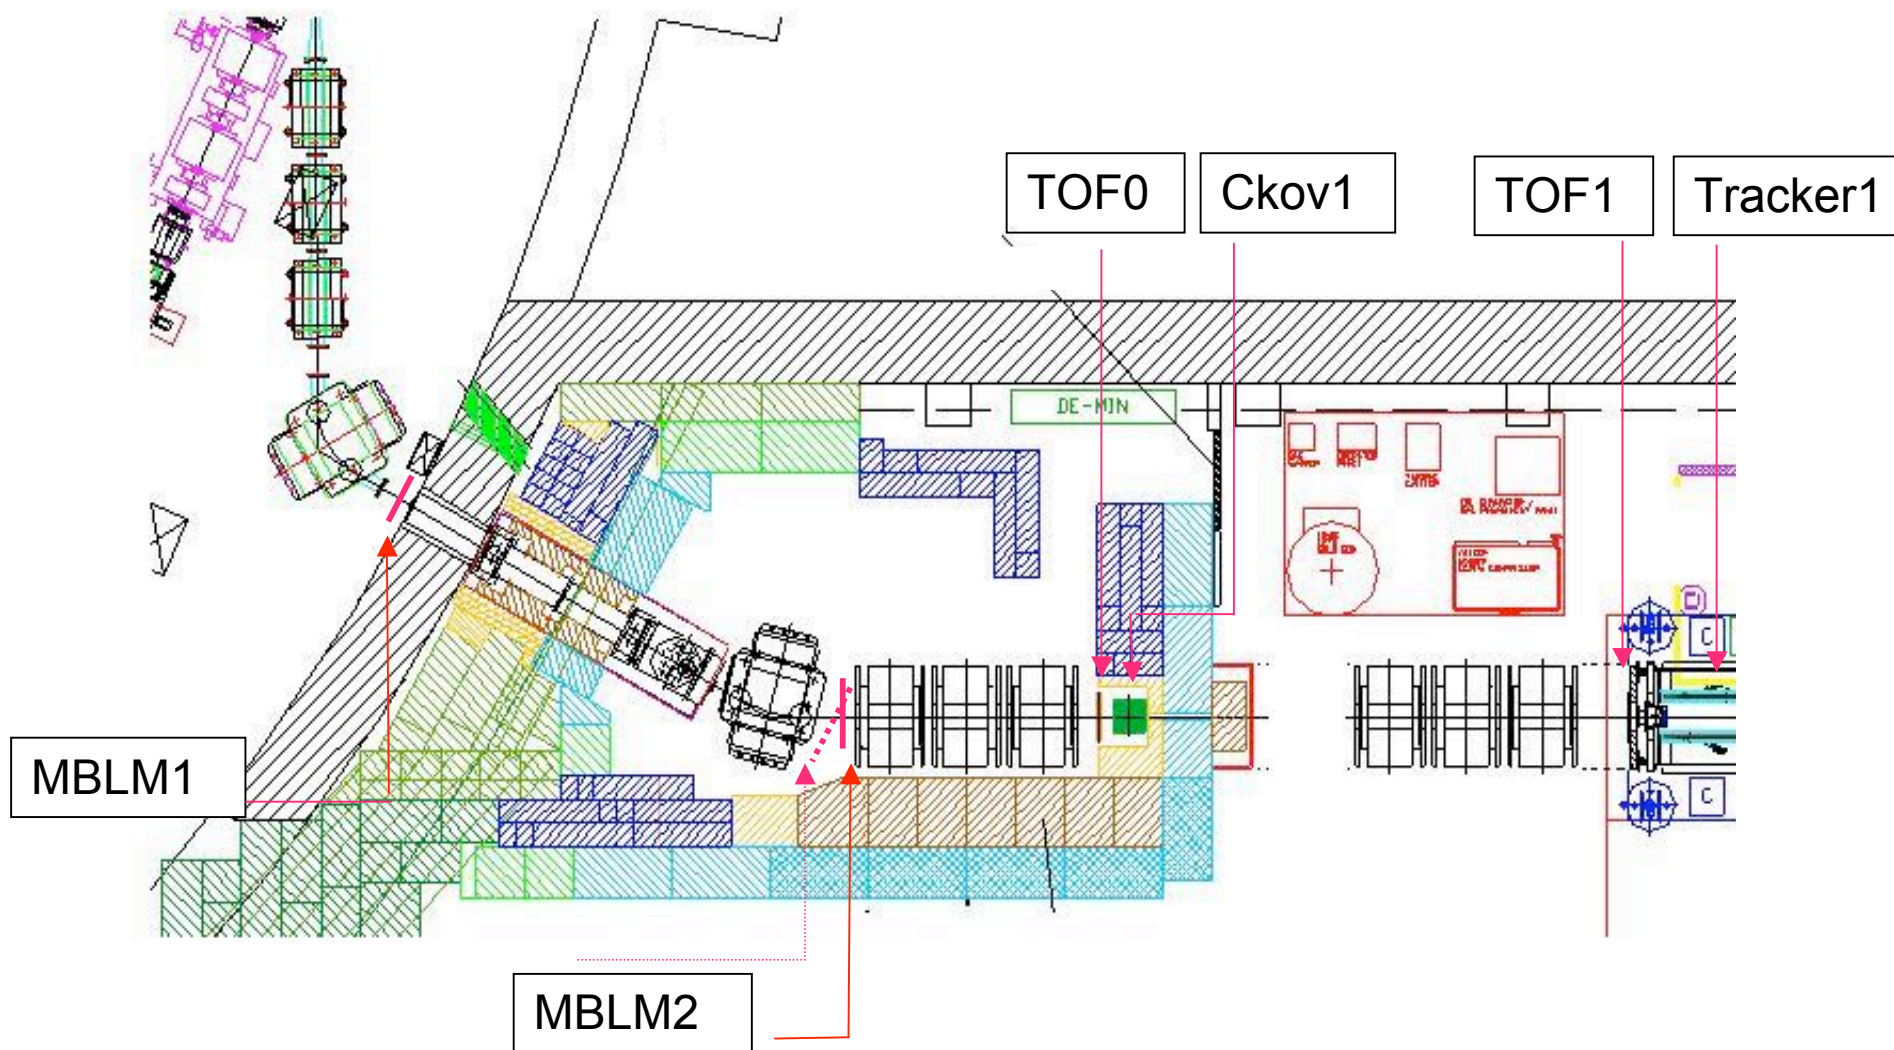 TOF0
Ckov1
TOF1
Tracker1
DE-MIN
C
MBLM1
C
MBLM2